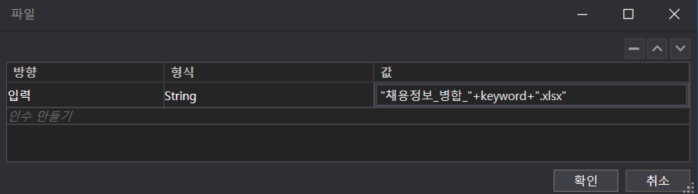 파일
방향 형식 값
입력 String "채용정보_병합_"+keyword+".xlsx"
인수 만들기
확인 취소